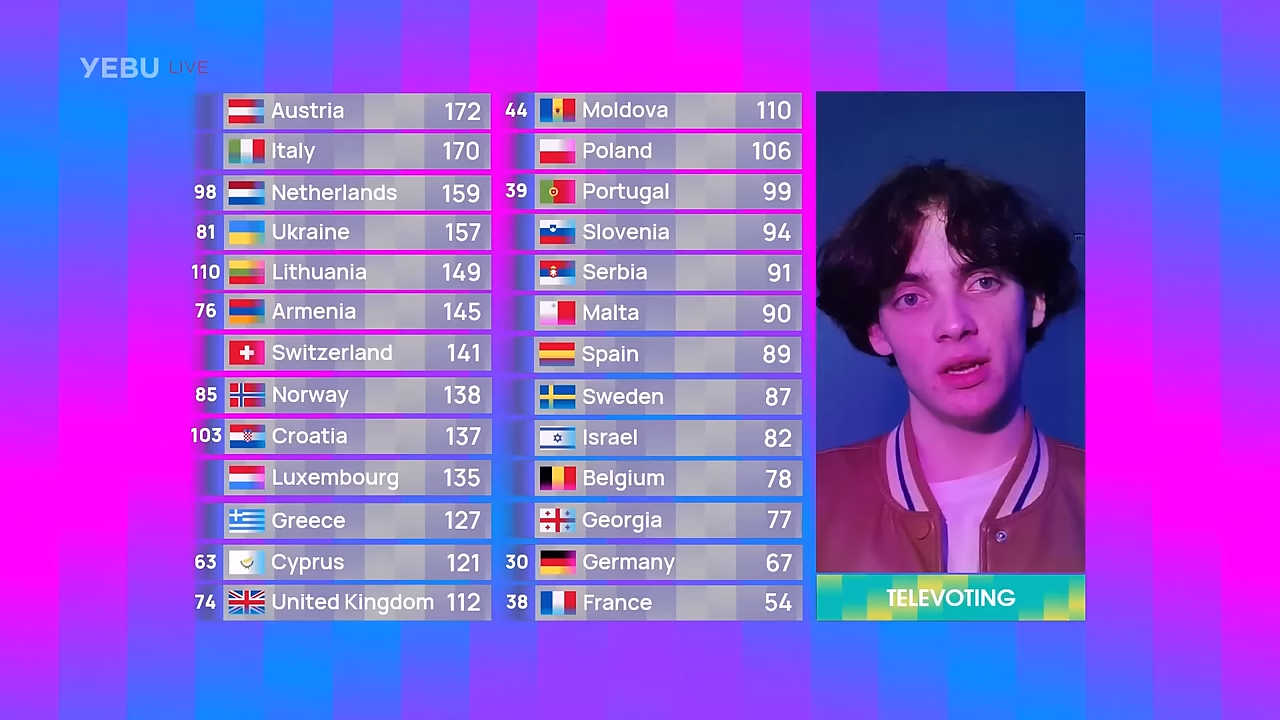 YEBU LIVE
Austria 172
Italy 170
98 Netherlands 159
81 Ukraine 157
110 Lithuania 149
76 Armenia 145
Switzerland 141
85 Norway 138
103 Croatia 137
Luxembourg 135
Greece 127
63 Cyprus 121
74 United Kingdom 112
44 Moldova 110
Poland 106
39 Portugal 99
Slovenia 94
Serbia 91
Malta 90
Spain 89
Sweden 87
Israel 82
Belgium 78
Georgia 77
30 Germany 67
38 France 54
TELEVOTING